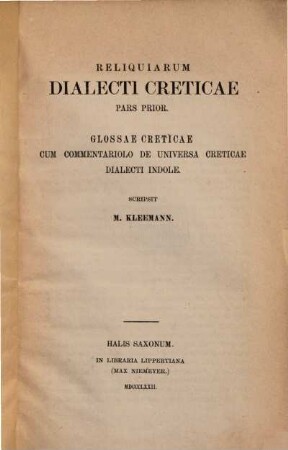 RELIQUIARUM
DIALECTI CRETICAE
PARS PRIOR.
GLOSSAE CRETICAE
CUM COMMENTARIOLO DE UNIVERSA CRETICAE
DIALECTI INDOLE.
SCRIPSIT
M. KLEEMANN.
HALIS SAXONUM.
IN LIBRARIA LIPPERTIANA
(MAX NIEMEYER.)
MDCCCLXXII.